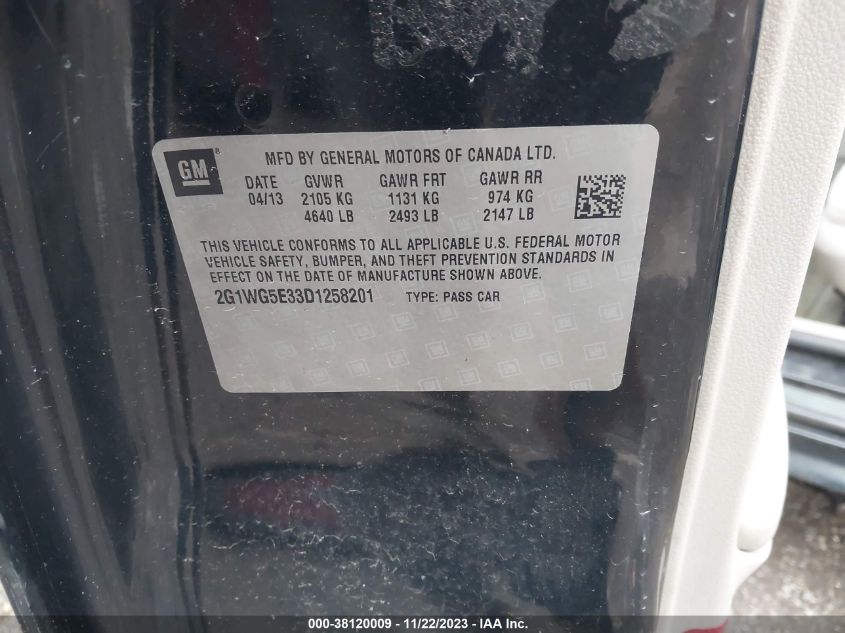 GM
MFD BY GENERAL MOTORS OF CANADA LTD.
DATE GVWR GAWR FRT GAWR RR
04/13 2105 KG 1131 KG 974 KG
4640 LB 2493 LB 2147 LB
THIS VEHICLE CONFORMS TO ALL APPLICABLE U.S. FEDERAL MOTOR
VEHICLE SAFETY, BUMPER, AND THEFT PREVENTION STANDARDS IN
EFFECT ON THE DATE OF MANUFACTURE SHOWN ABOVE.
2G1WG5E33D1258201 TYPE: PASS CAR
000-38120009 - 11/22/2023 - IAA Inc.